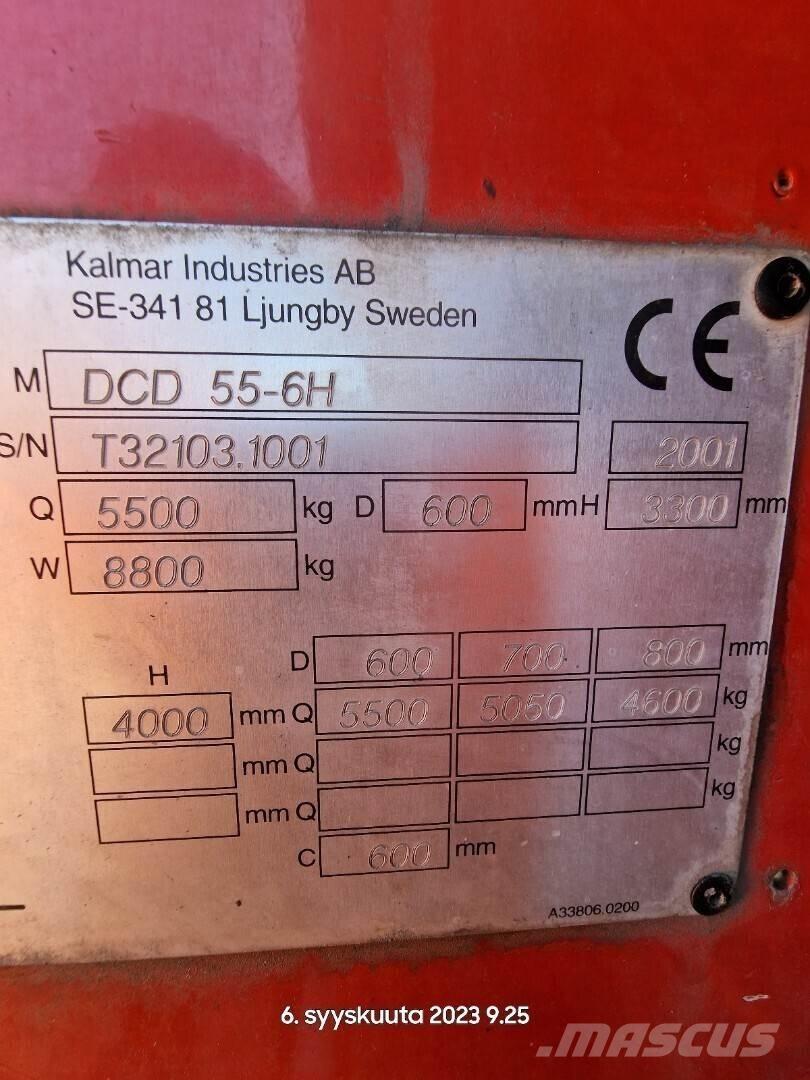 Kalmar Industries AB
SE-341 81 Ljungby Sweden
CE
M DCD 55-6H
S/N T32103.1001 2001
Q 5500 kg D 600 mm H 3300 mm
W 8800 kg
H D 600 700 800 mm
4000 mm Q 5500 5050 4600 kg
mm Q kg
mm Q kg
C 600 mm
A33806.0200
6. syyskuuta 2023 9.25
MASCUS